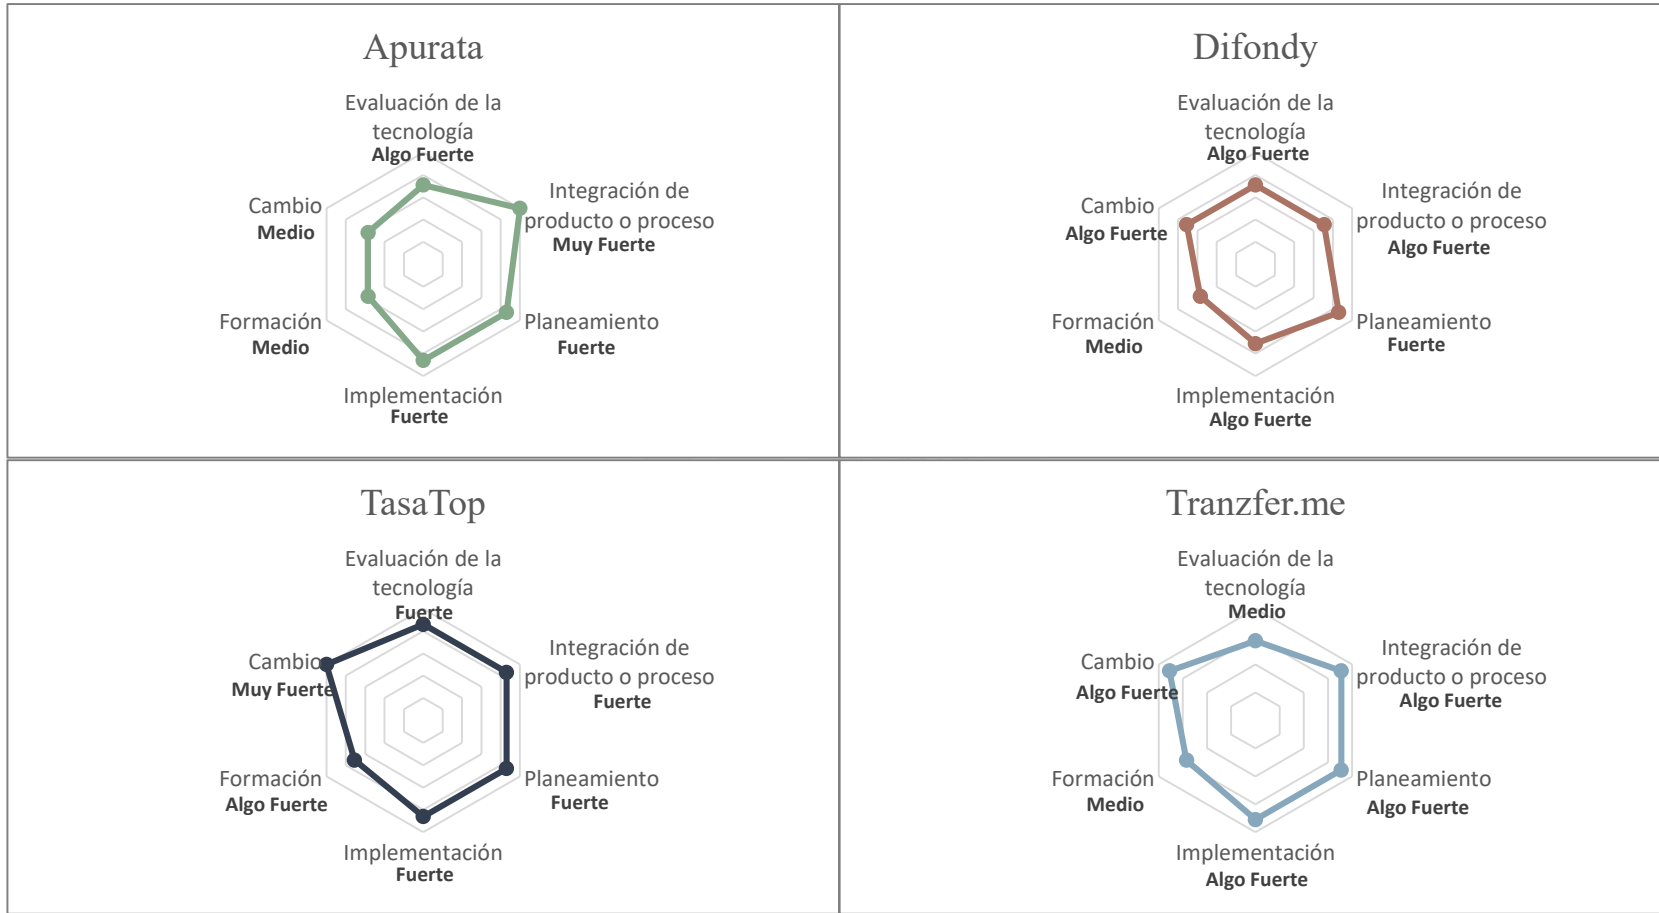 Apurata
Evaluación de la
tecnología
Algo Fuerte
Integración de
producto o proceso
Muy Fuerte
Planeamiento
Fuerte
Implementación
Fuerte
Formación
Medio
Cambio
Medio
Difondy
Evaluación de la
tecnología
Algo Fuerte
Integración de
producto o proceso
Algo Fuerte
Planeamiento
Fuerte
Implementación
Algo Fuerte
Formación
Medio
Cambio
Algo Fuerte
TasaTop
Evaluación de la
tecnología
Fuerte
Integración de
producto o proceso
Fuerte
Planeamiento
Fuerte
Implementación
Fuerte
Formación
Algo Fuerte
Cambio
Muy Fuerte
Tranzfer.me
Evaluación de la
tecnología
Medio
Integración de
producto o proceso
Algo Fuerte
Planeamiento
Algo Fuerte
Implementación
Algo Fuerte
Formación
Medio
Cambio
Algo Fuerte